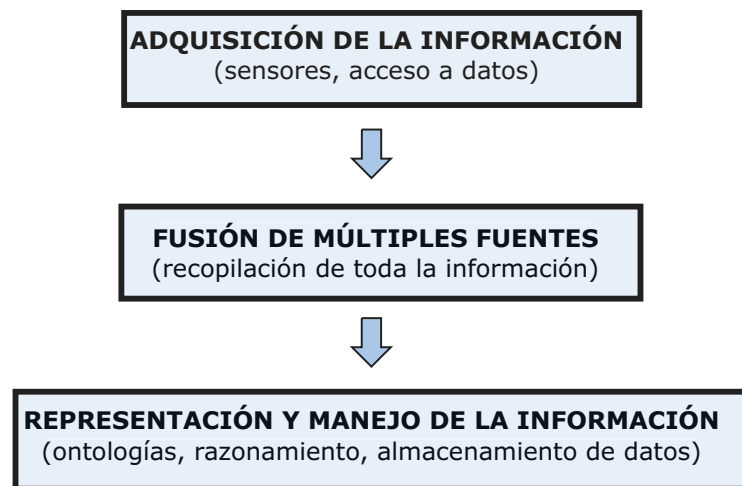 ADQUISICIÓN DE LA INFORMACIÓN
(sensores, acceso a datos)
FUSIÓN DE MÚLTIPLES FUENTES
(recopilación de toda la información)
REPRESENTACIÓN Y MANEJO DE LA INFORMACIÓN
(ontologías, razonamiento, almacenamiento de datos)